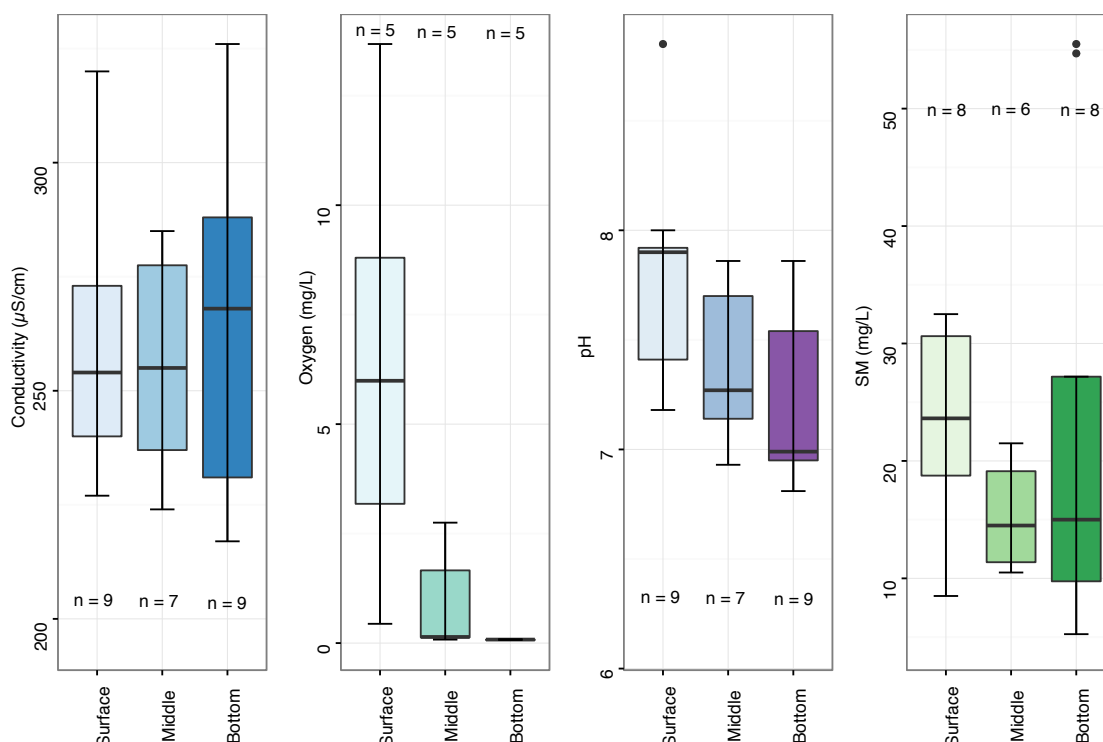 Conductivity (µS/cm)
300
250
200
n = 9
n = 7
n = 9
Surface
Middle
Bottom
Oxygen (mg/L)
10
5
0
n = 5
n = 5
n = 5
Surface
Middle
Bottom
pH
8
7
6
n = 9
n = 7
n = 9
Surface
Middle
Bottom
SM (mg/L)
50
40
30
20
10
n = 8
n = 6
n = 8
Surface
Middle
Bottom